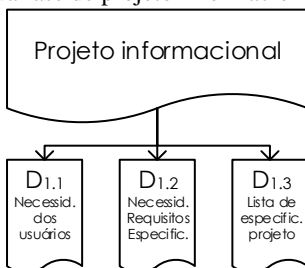 Projeto informacional
D1.1
Necessid.
dos
usuários
D1.2
Necessid.
Requisitos
Especific.
D1.3
Lista de
especific.
projeto